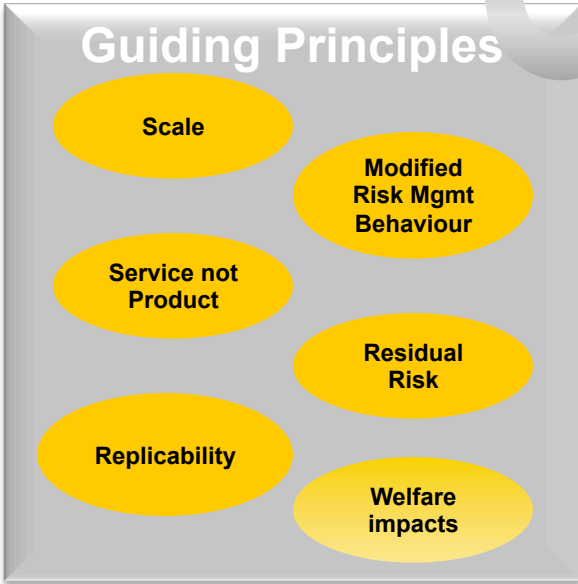 Guiding Principles
Scale
Modified
Risk Mgmt
Behaviour
Service not
Product
Residual
Risk
Replicability
Welfare
impacts